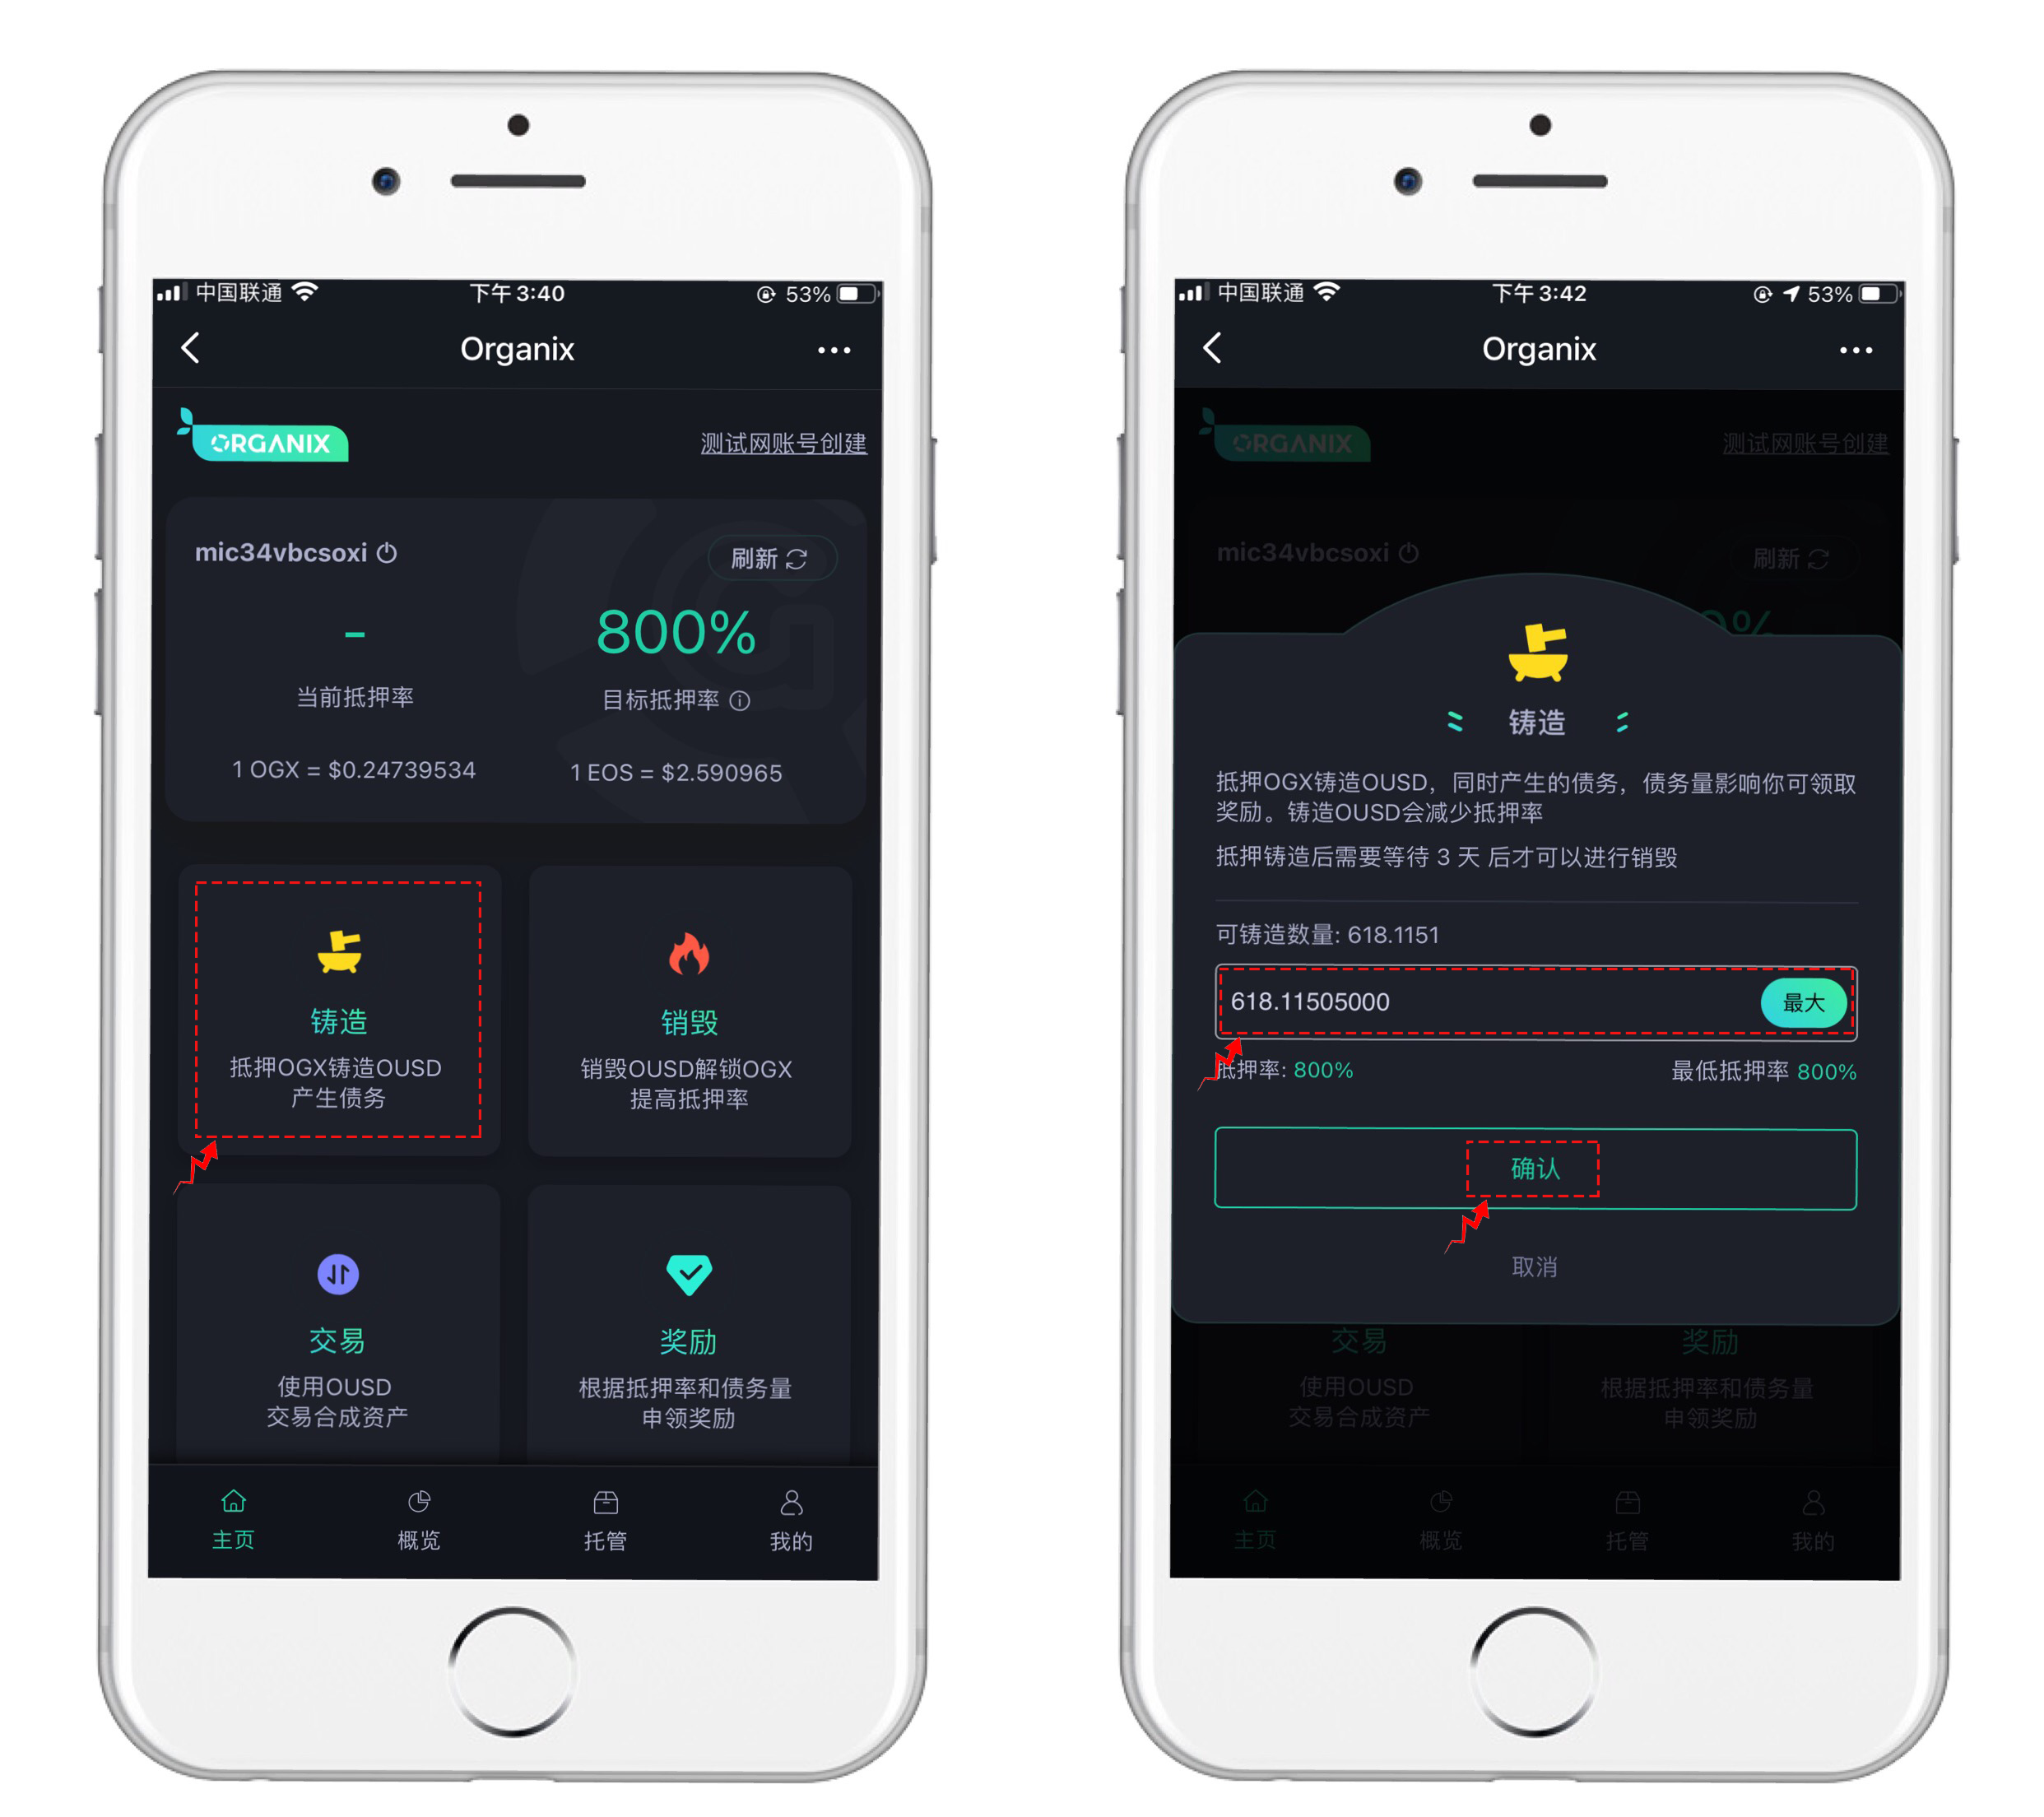 中国联通
下午3:40
53%
Organix
ORGANIX
测试网账号创建
mic34vbcsoxi
刷新
-
800%
当前抵押率
目标抵押率
1 OGX = $0.24739534
1 EOS = $2.590965
铸造
抵押OGX铸造OUSD
产生债务
销毁
销毁OUSD解锁OGX
提高抵押率
交易
使用OUSD
交易合成资产
奖励
根据抵押率和债务量
申领奖励
主页
概览
托管
我的
中国联通
下午3:42
53%
Organix
ORGANIX
测试网账号创建
mic34vbcsoxi
刷新
0%
铸造
抵押OGX铸造OUSD，同时产生的债务，债务量影响你可领取
奖励。铸造OUSD会减少抵押率
抵押铸造后需要等待 3 天 后才可以进行销毁
可铸造数量: 618.1151
618.11505000
最大
抵押率: 800%
最低抵押率 800%
确认
取消
交易
使用OUSD
交易合成资产
奖励
根据抵押率和债务量
申领奖励
主页
概览
托管
我的